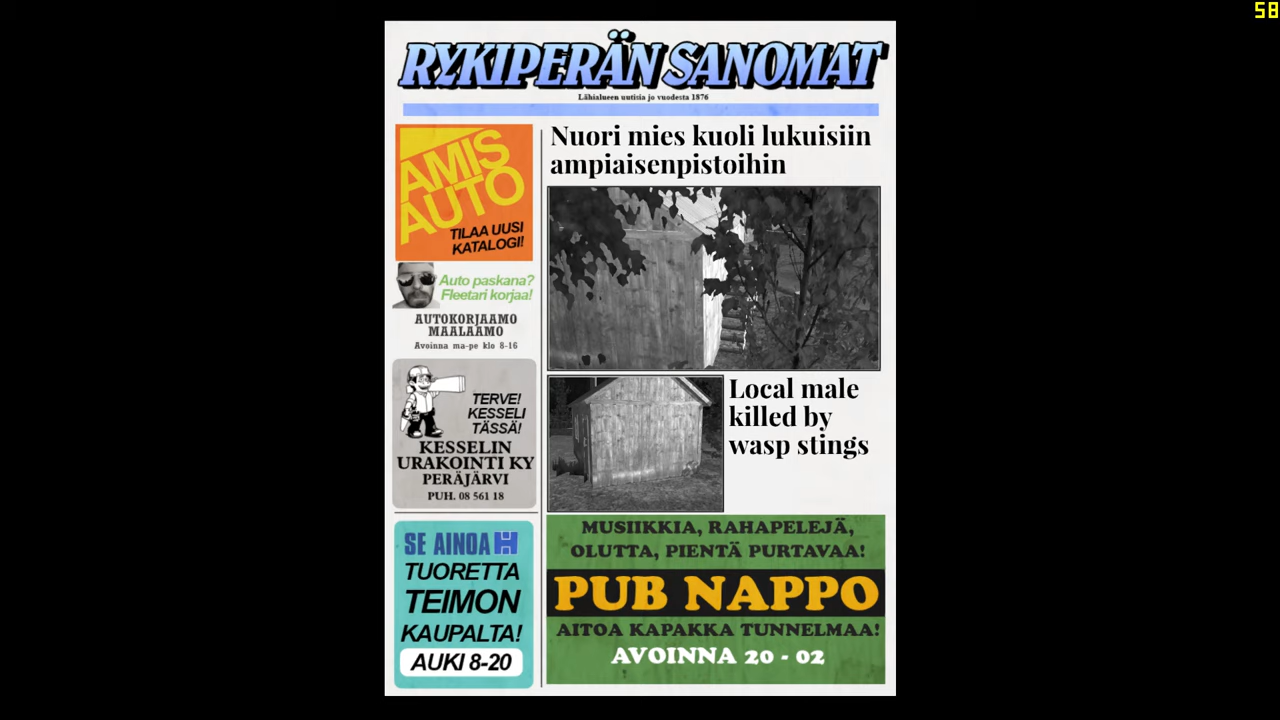 58
RYKIPERÄN SANOMAT
Lähialueen uutisia jo vuodesta 1876
AMIS
AUTO
TILAA UUSI
KATALOGI!
Auto paskana?
Fleetari korjaa!
AUTOKORJAAMO
MAALAAMO
Avoinna ma-pe klo 8-16
TERVE!
KESSELI
TÄSSÄ!
KESSELIN
URAKOINTI KY
PERÄJÄRVI
PUH. 08 561 18
SE AINOA H
TUORETTA
TEIMON
KAUPALTA!
AUKI 8-20
Nuori mies kuoli lukuisiin
ampiaisenpistoihin
Local male
killed by
wasp stings
MUSIIKKIA, RAHAPELEJÄ,
OLUTTA, PIENTÄ PURTAVAA!
PUB NAPPO
AITOA KAPAKKA TUNNELMAA!
AVOINNA 20 - 02